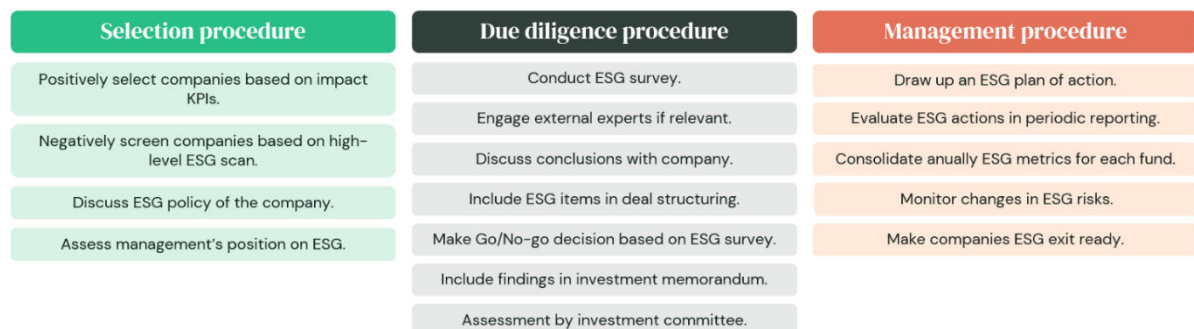 Selection procedure
Positively select companies based on impact
KPIs.
Negatively screen companies based on high-
level ESG scan.
Discuss ESG policy of the company.
Assess management's position on ESG.
Due diligence procedure
Conduct ESG survey.
Engage external experts if relevant.
Discuss conclusions with company.
Include ESG items in deal structuring.
Make Go/No-go decision based on ESG survey.
Include findings in investment memorandum.
Assessment by investment committee.
Management procedure
Draw up an ESG plan of action.
Evaluate ESG actions in periodic reporting.
Consolidate anually ESG metrics for each fund.
Monitor changes in ESG risks.
Make companies ESG exit ready.